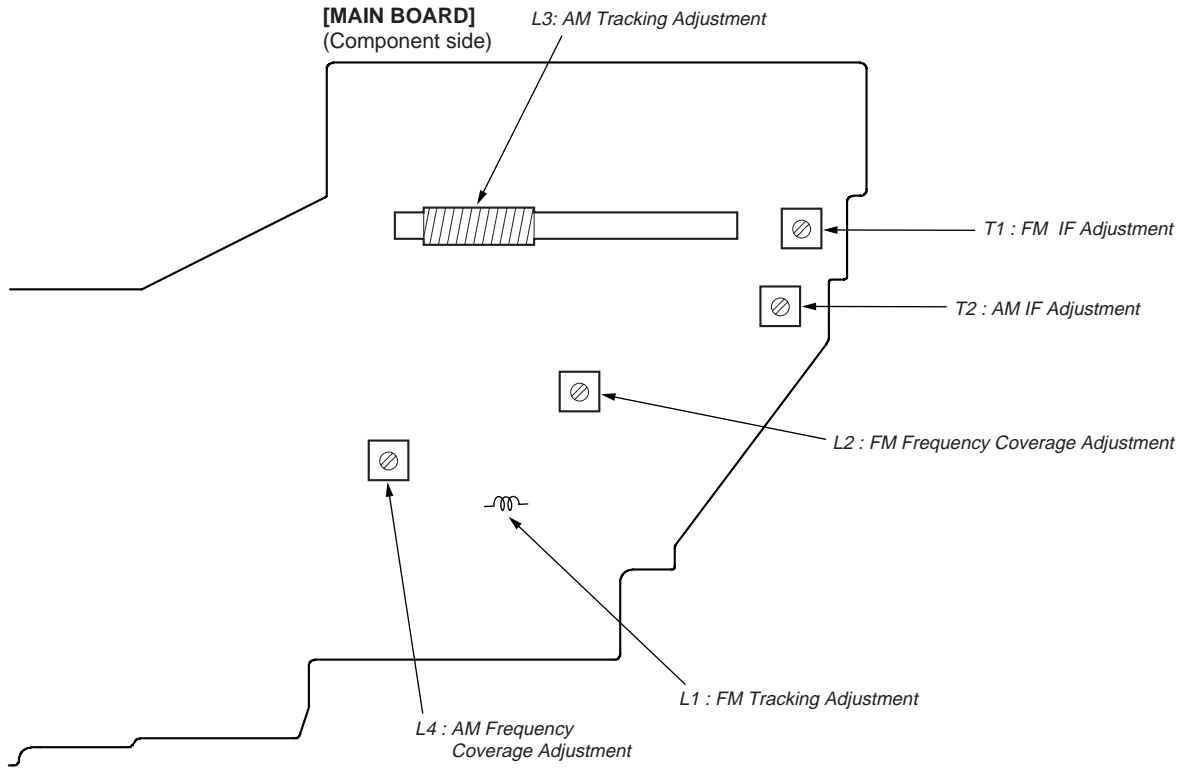 [MAIN BOARD]
(Component side)
L3: AM Tracking Adjustment
T1 : FM IF Adjustment
T2 : AM IF Adjustment
L2 : FM Frequency Coverage Adjustment
L1 : FM Tracking Adjustment
L4 : AM Frequency
Coverage Adjustment